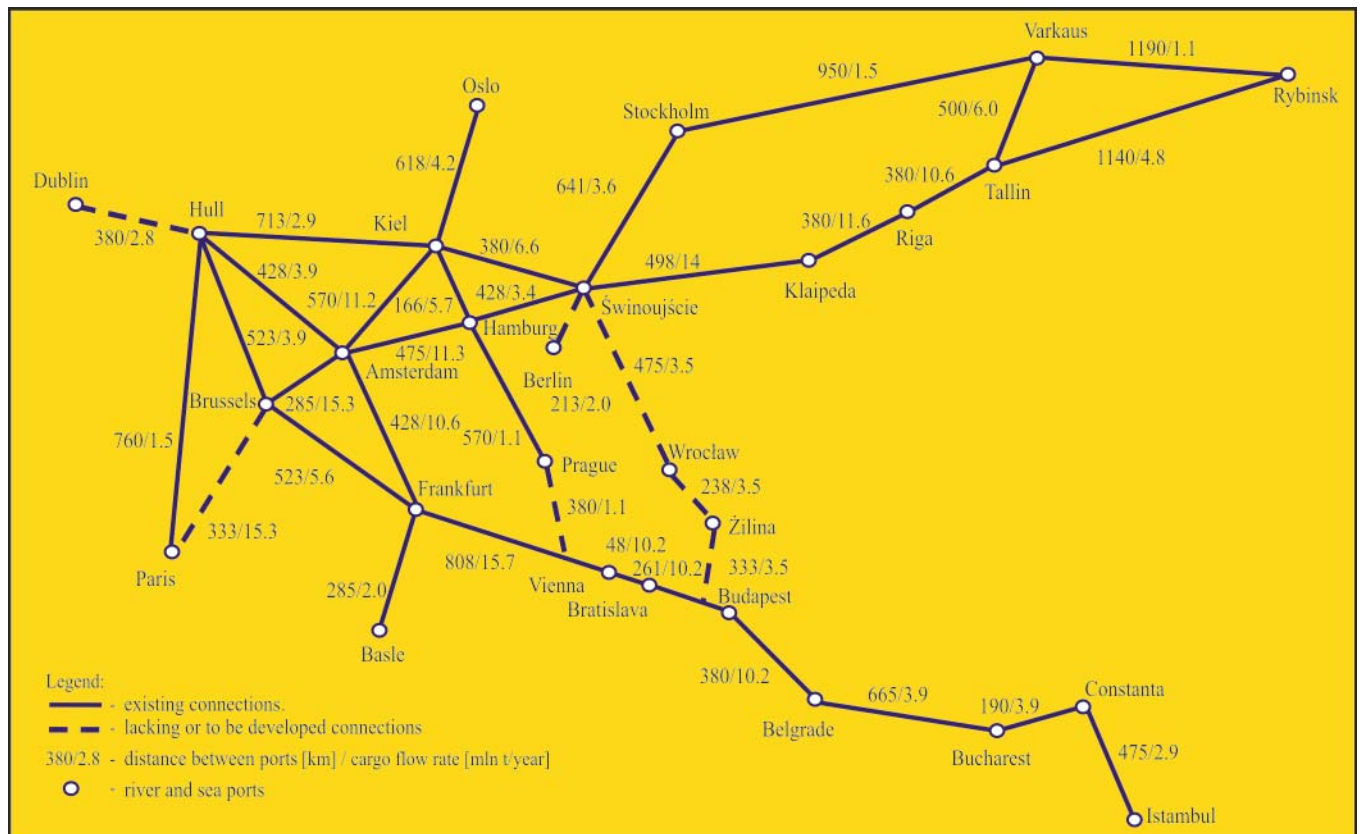 Varkaus
1190/1.1
950/1.5
Oslo
Rybinsk
Stockholm
500/6.0
618/4.2
1140/4.8
Dublin
641/3.6
380/10.6
Tallin
Hull
713/2.9
Kiel
380/11.6
380/2.8
380/6.6
Riga
428/3.9
498/14
Klaipeda
570/11.2
166/5.7
428/3.4
Świnoujście
Hamburg
523/3.9
475/11.3
Amsterdam
475/3.5
Berlin
Brussels
285/15.3
213/2.0
428/10.6
760/1.5
570/1.1
Wrocław
Prague
523/5.6
238/3.5
Frankfurt
380/1.1
Żilina
333/15.3
48/10.2
808/15.7
333/3.5
261/10.2
Paris
Vienna
285/2.0
Budapest
Bratislava
Basle
380/10.2
Legend:
Constanta
665/3.9
190/3.9
- existing connections.
- lacking or to be developed connections
Belgrade
Bucharest
475/2.9
380/2.8 - distance between ports [km] / cargo flow rate [mln t/year]
- river and sea ports
Istambul